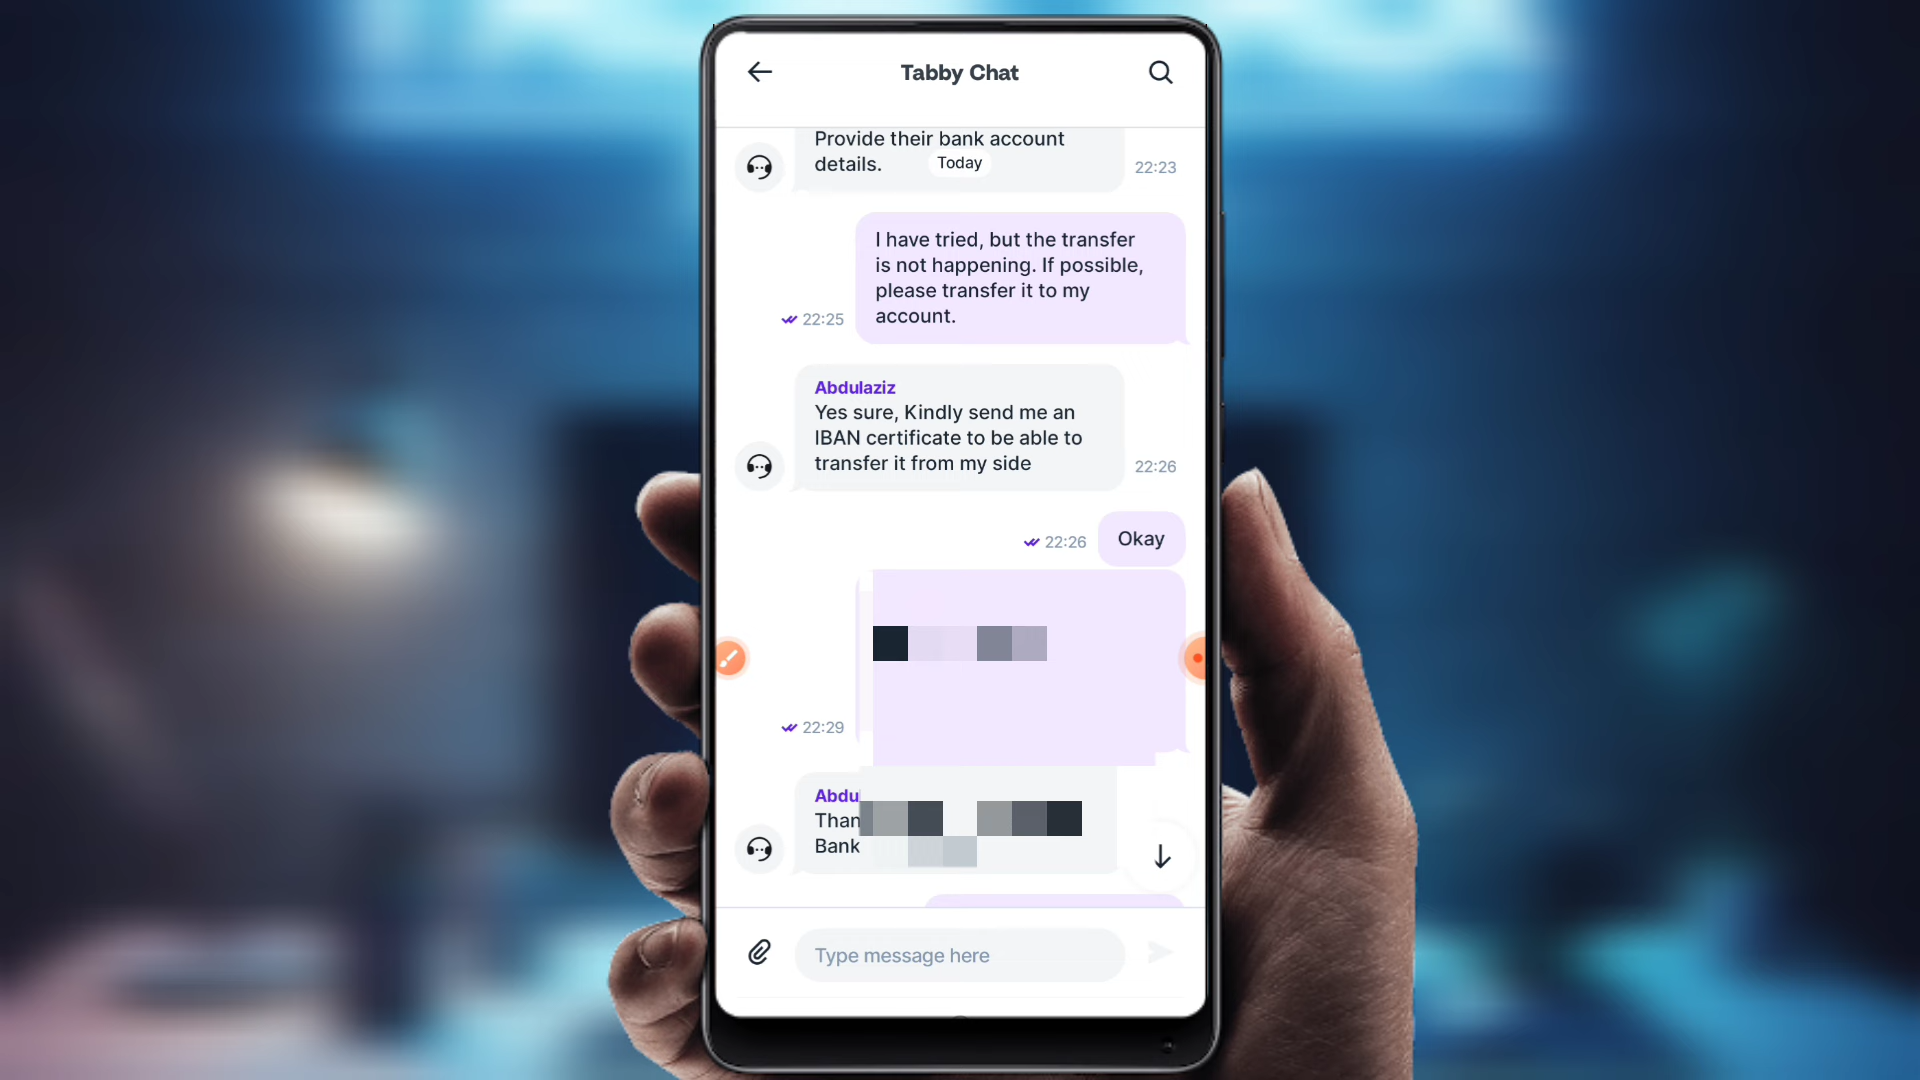 Tabby Chat
Provide their bank account
details.
Today
22:23
I have tried, but the transfer
is not happening. If possible,
please transfer it to my
account.
22:25
Abdulaziz
Yes sure, Kindly send me an
IBAN certificate to be able to
transfer it from my side
22:26
Okay
22:26
22:29
Abdu
Than
Bank
Type message here